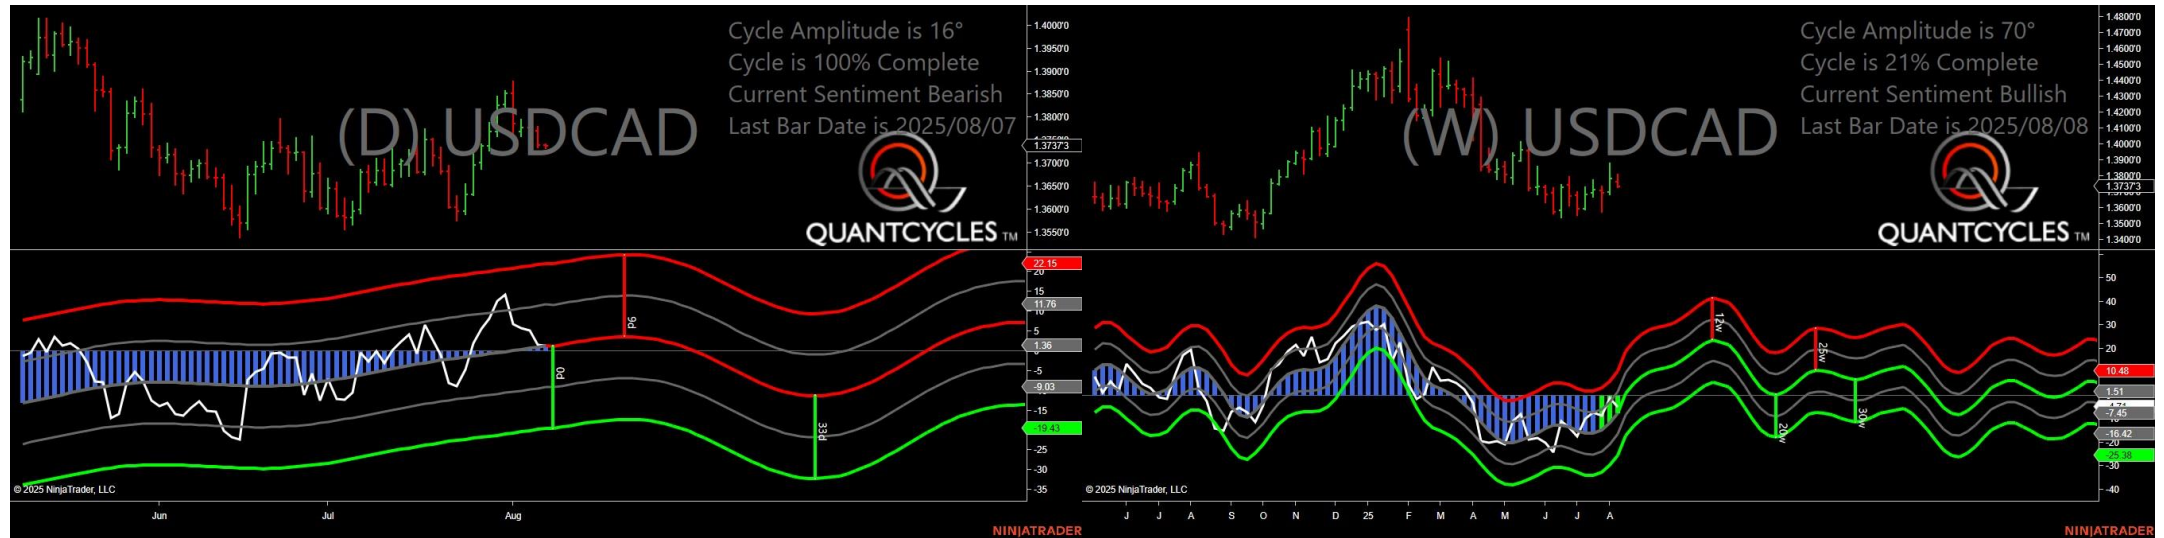 Cycle Amplitude is 16°
Cycle is 100% Complete
Current Sentiment Bearish
Last Bar Date is 2025/08/07
(D) USDCAD
QUANTCYCLES TM
1.4000'0
1.3950'0
1.3900'0
1.3850'0
1.3800'0
1.3737'3
1.3700'0
1.3650'0
1.3600'0
1.3550'0
22.15
20
15
11.76
10
5
1.36
-5
-9.03
-15
-19.43
-25
-30
-35
9d
0d
33d
© 2025 NinjaTrader, LLC
Jun
Jul
Aug
NINJATRADER
Cycle Amplitude is 70°
Cycle is 21% Complete
Current Sentiment Bullish
Last Bar Date is 2025/08/08
(W) USDCAD
QUANTCYCLES TM
1.4800'0
1.4700'0
1.4600'0
1.4500'0
1.4400'0
1.4300'0
1.4200'0
1.4100'0
1.4000'0
1.3900'0
1.3800'0
1.3737'3
1.3600'0
1.3500'0
1.3400'0
50
40
30
20
10.48
1.51
-7.45
-16.42
-20
-25.38
-30
-40
12w
25w
20w
30w
© 2025 NinjaTrader, LLC
J
J
A
S
O
N
D
25
F
M
A
M
J
J
A
NINJATRADER